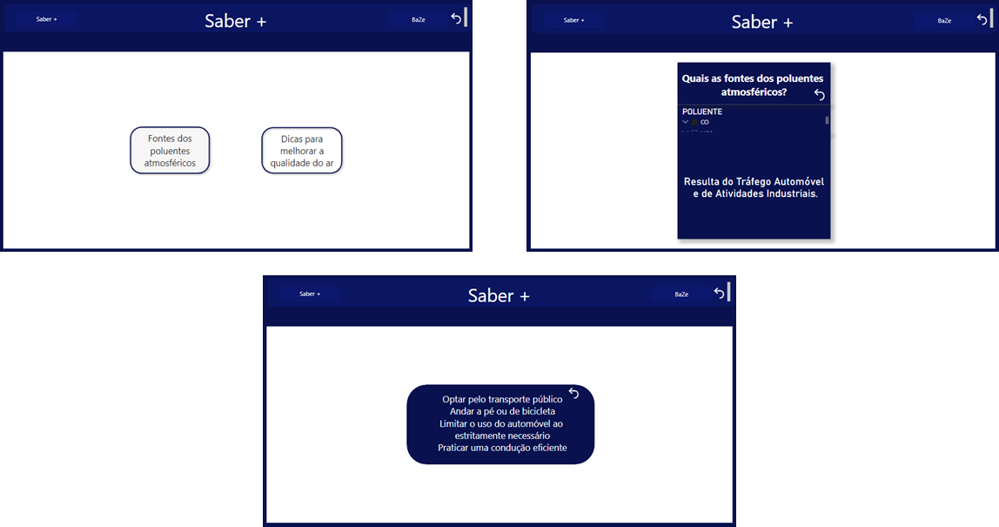 Saber +
Saber +
BaZe
Fontes dos
poluentes
atmosféricos
Dicas para
melhorar a
qualidade do ar
Saber +
Saber +
BaZe
Quais as fontes dos poluentes
atmosféricos?
POLUENTE
CO
Resulta do Tráfego Automóvel
e de Atividades Industriais.
Saber +
Saber +
BaZe
Optar pelo transporte público
Andar a pé ou de bicicleta
Limitar o uso do automóvel ao
estritamente necessário
Praticar uma condução eficiente